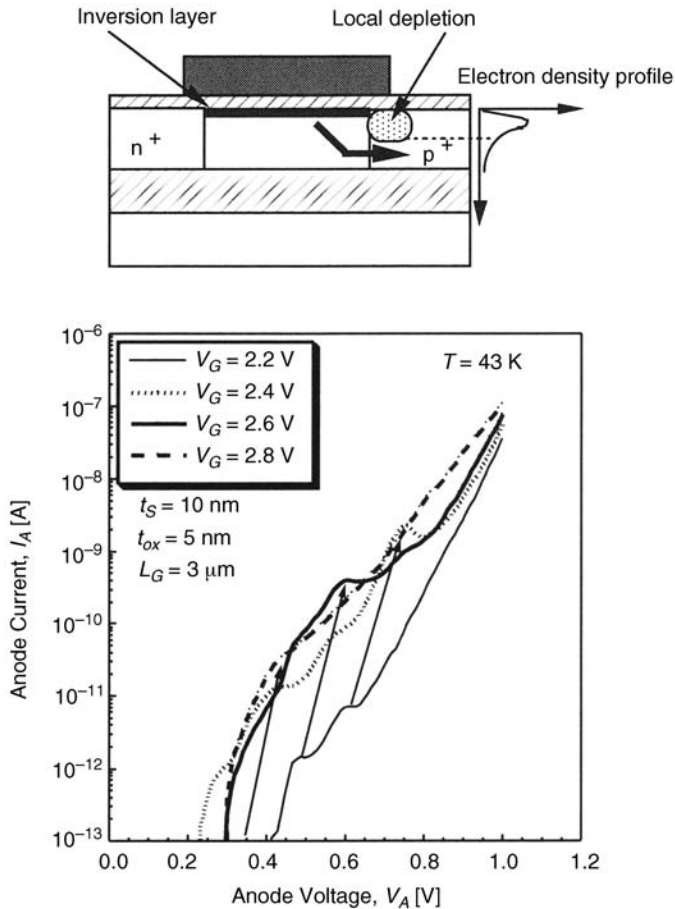 Inversion layer
Local depletion
Electron density profile
n+
p+
10⁻⁶
10⁻⁷
10⁻⁸
10⁻⁹
10⁻¹⁰
10⁻¹¹
10⁻¹²
10⁻¹³
Anode Current, I_A [A]
V_G = 2.2 V
V_G = 2.4 V
V_G = 2.6 V
V_G = 2.8 V
T = 43 K
t_S = 10 nm
t_ox = 5 nm
L_G = 3 μm
0.0 0.2 0.4 0.6 0.8 1.0 1.2
Anode Voltage, V_A [V]